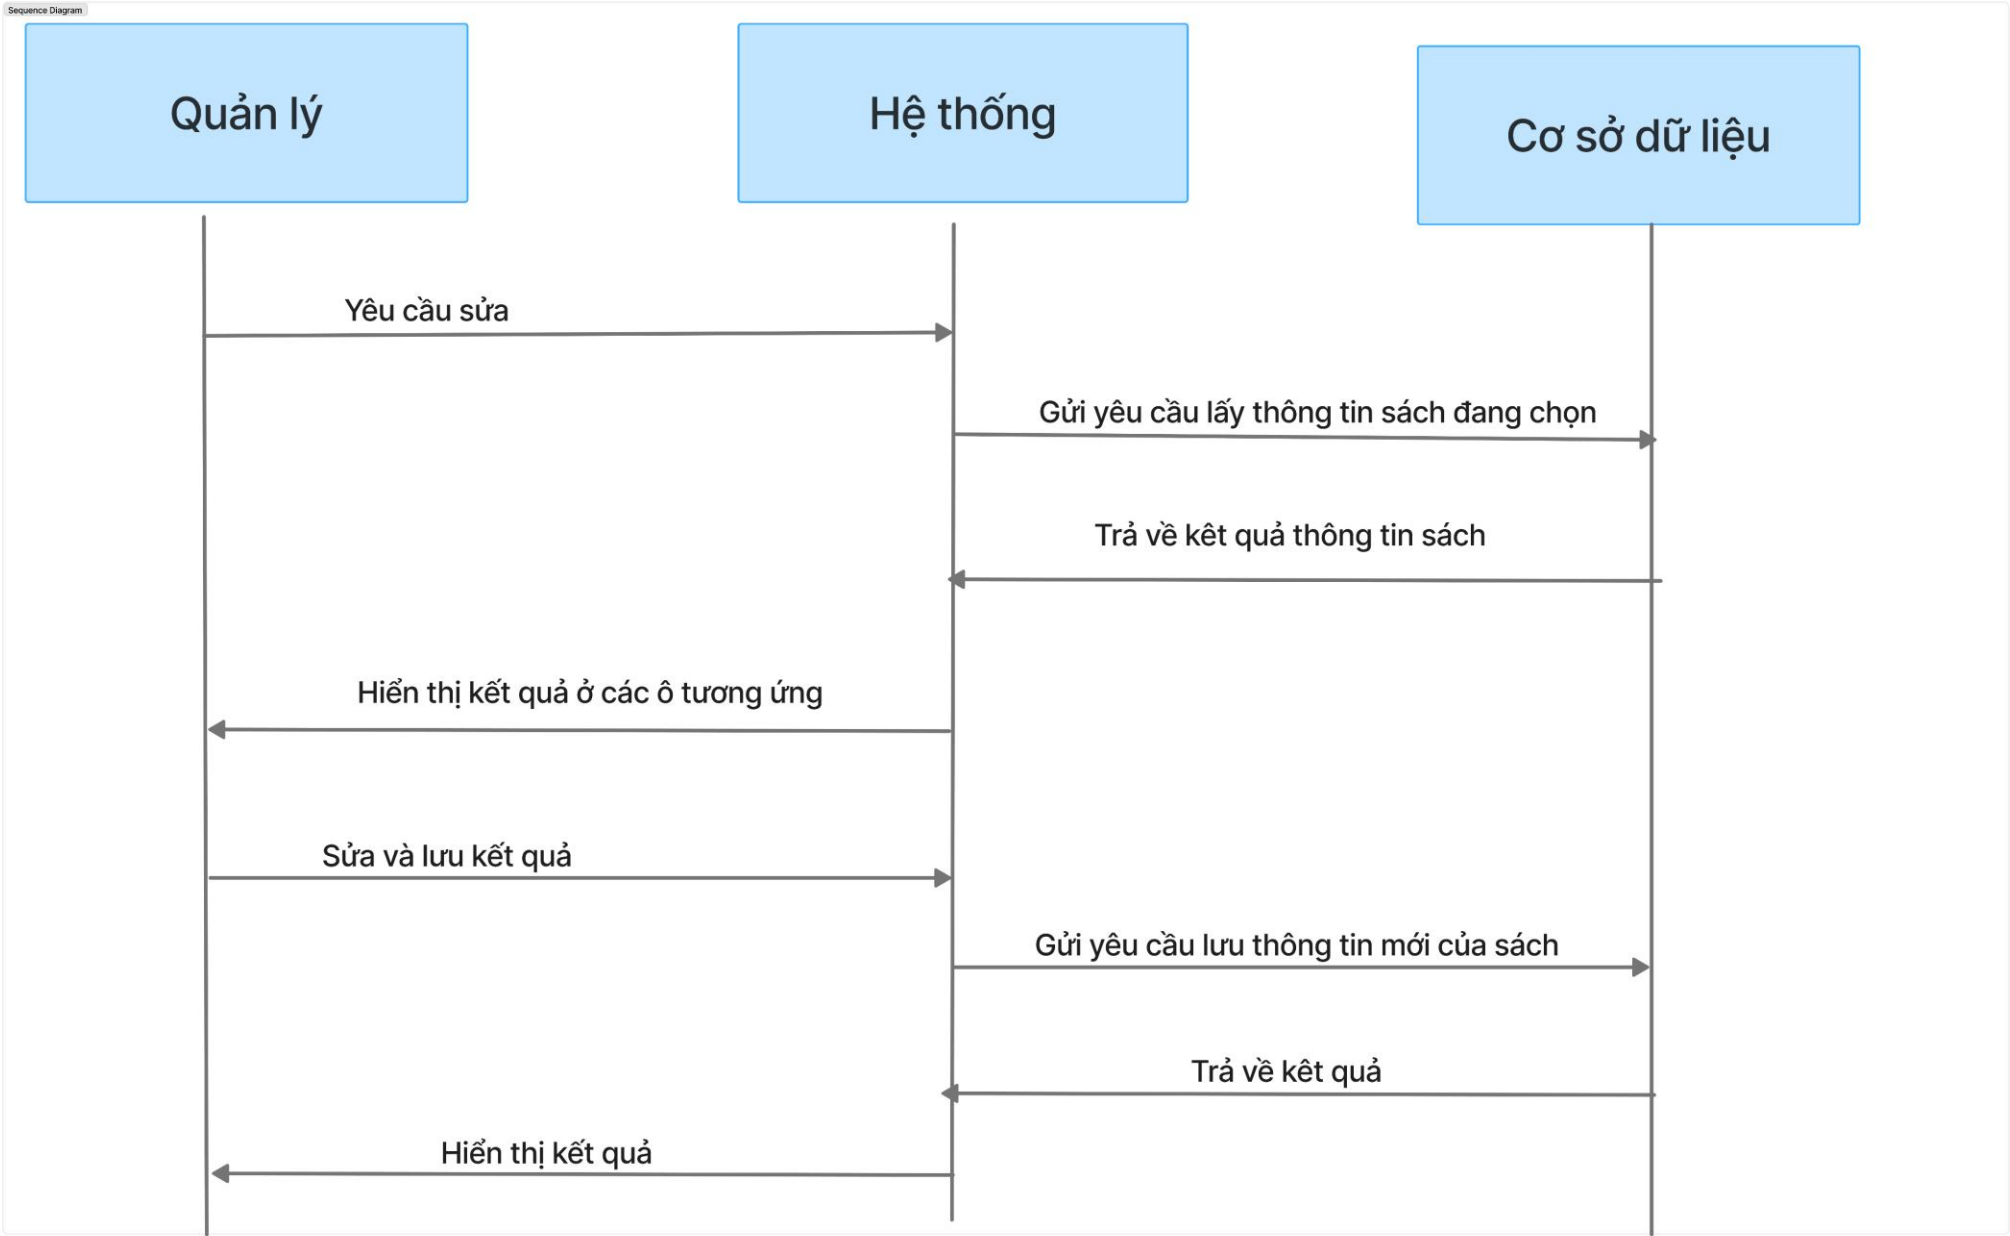 Sequence Diagram
Quản lý
Hệ thống
Cơ sở dữ liệu
Yêu cầu sửa
Gửi yêu cầu lấy thông tin sách đang chọn
Trả về kêt quả thông tin sách
Hiển thị kết quả ở các ô tương ứng
Sửa và lưu kết quả
Gửi yêu cầu lưu thông tin mới của sách
Trả về kêt quả
Hiển thị kết quả